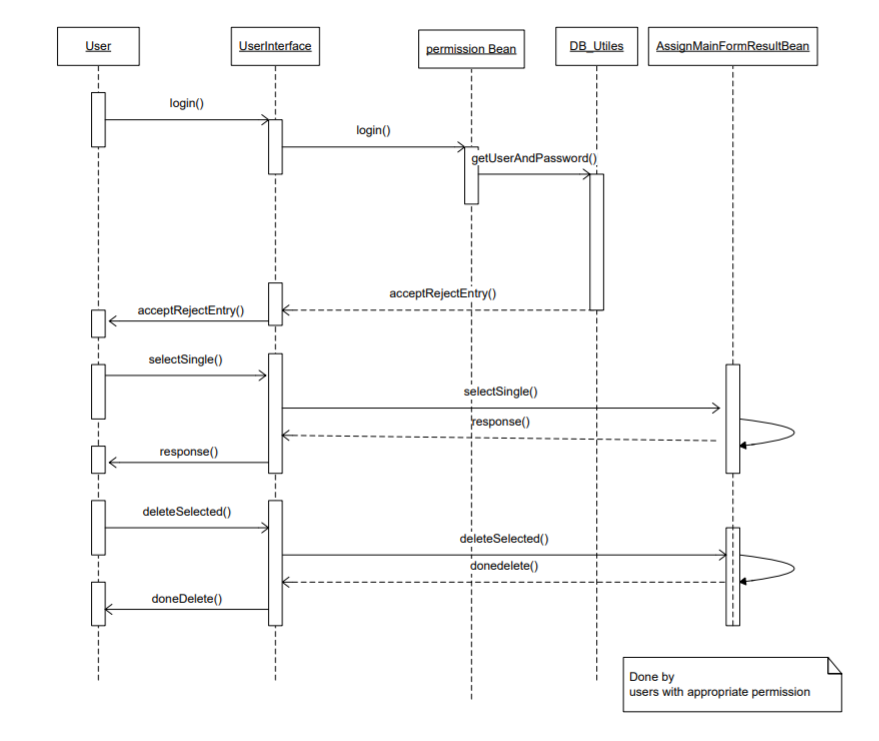 User
UserInterface
permission Bean
DB_Utiles
AssignMainFormResultBean
login()
login()
getUserAndPassword()
acceptRejectEntry()
acceptRejectEntry()
selectSingle()
selectSingle()
response()
response()
deleteSelected()
deleteSelected()
donedelete()
doneDelete()
Done by
users with appropriate permission